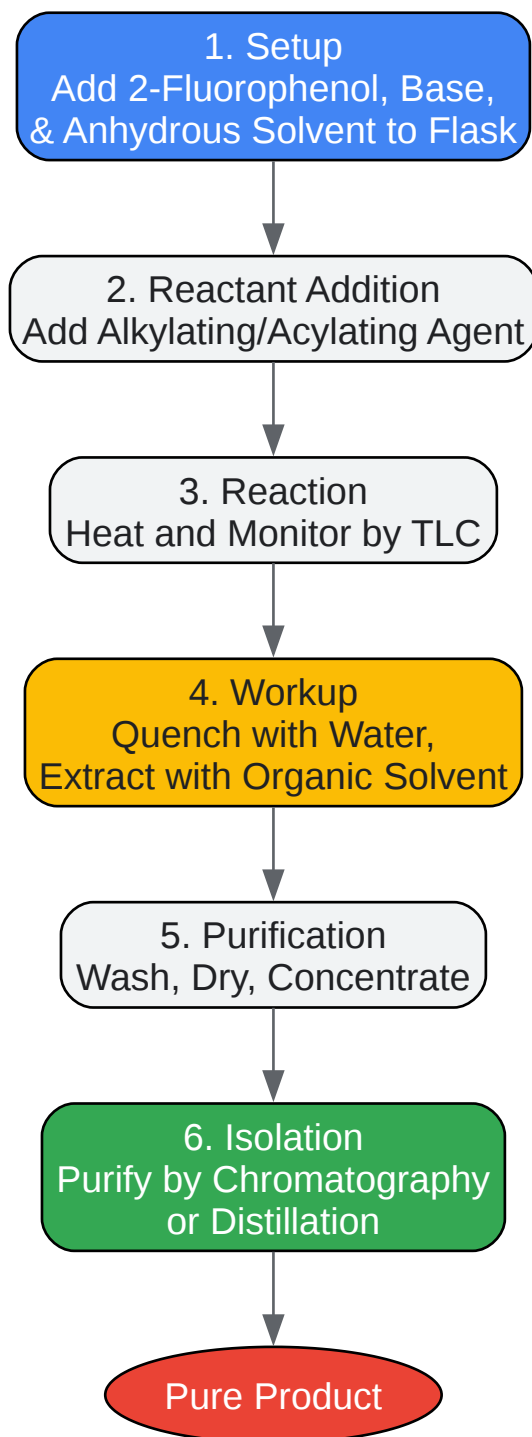 1. Setup
Add 2-Fluorophenol, Base,
& Anhydrous Solvent to Flask
2. Reactant Addition
Add Alkylating/Acylating Agent
3. Reaction
Heat and Monitor by TLC
4. Workup
Quench with Water,
Extract with Organic Solvent
5. Purification
Wash, Dry, Concentrate
6. Isolation
Purify by Chromatography
or Distillation
Pure Product